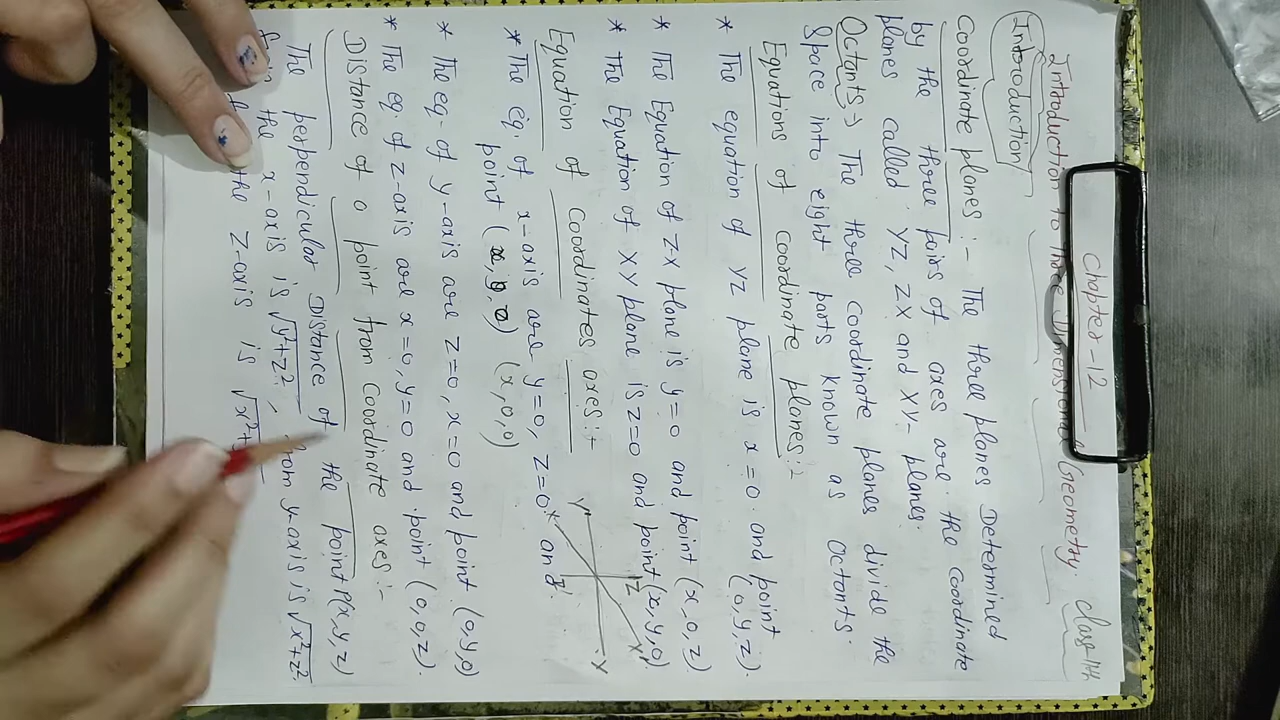 Chapter-12
Introduction to three Dimensional Geometry. Class-11th
Introduction
Coordinate planes :- The three planes Determined
by the three pairs of axes are the coordinate
planes called YZ, ZX and XY- planes.
Octants => The three coordinate planes divide the
Space into eight parts known as octants.
Equations of coordinate planes :-
* The equation of YZ plane is x=0 and point
(0,y,z).
* The Equation of ZX plane is y=0 and point (x,0,z)
* The Equation of XY plane is z=0 and point (x,y,0)
Equation of Coordinates axes :-
* The eq. of x-axis are y=0, z=0 and
point (x,0,0)
* The eq. of y-axis are z=0, x=0 and point (0,y,0)
* The eq. of z-axis are x=0, y=0 and point (0,0,z).
Z
X
Y
Y'
Distance of a point from Coordinate axes :-
The perpendicular Distance of the point P(x,y,z)
the x-axis is √y²+z², from y-axis is √x²+z²
the z-axis is